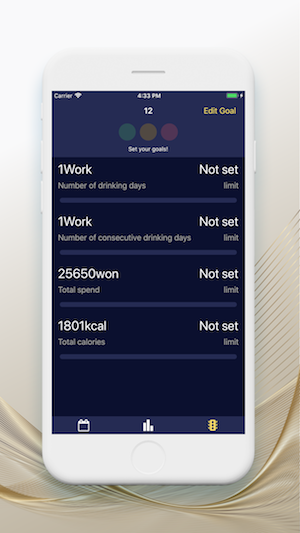 Carrier 4:33 PM
12 Edit Goal
Set your goals!
1Work Not set
Number of drinking days limit
1Work Not set
Number of consecutive drinking days limit
25650won Not set
Total spend limit
1801kcal Not set
Total calories limit